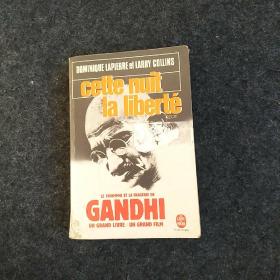 DOMINIQUE LAPIERRE et LARRY COLLINS
cette nuit
la liberté
LE TRIOMPHE ET LA TRAGEDIE DE
GANDHI
UN GRAND LIVRE : UN GRAND FILM